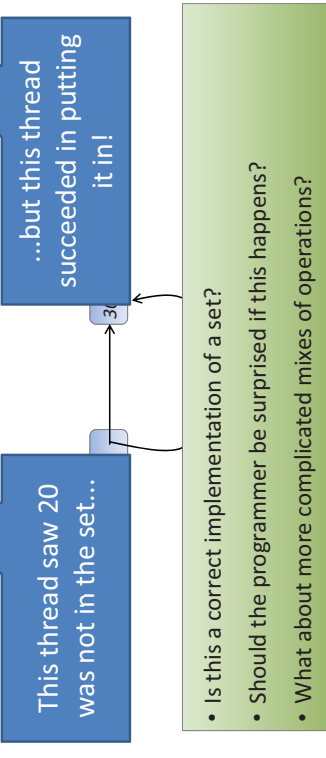 This thread saw 20
was not in the set…
...but this thread
succeeded in putting
it in!
• Is this a correct implementation of a set?
• Should the programmer be surprised if this happens?
• What about more complicated mixes of operations?